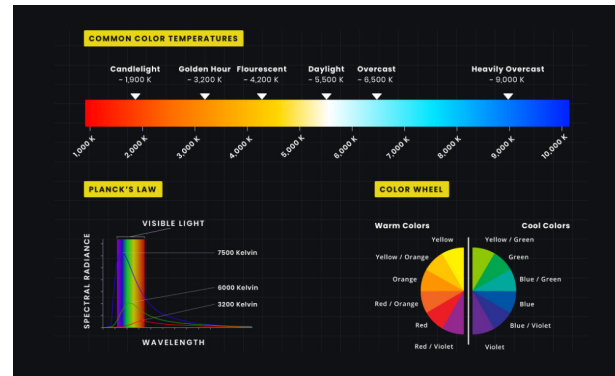 COMMON COLOR TEMPERATURES
Candlelight
~ 1,900 K
Golden Hour
~ 3,200 K
Flourescent
~ 4,200 K
Daylight
~ 5,500 K
Overcast
~ 6,500 K
Heavily Overcast
~ 9,000 K
1,000 K
2,000 K
3,000 K
4,000 K
5,000 K
6,000 K
7,000 K
8,000 K
9,000 K
10,000 K
PLANCK'S LAW
VISIBLE LIGHT
SPECTRAL RADIANCE
7500 Kelvin
6000 Kelvin
3200 Kelvin
WAVELENGTH
COLOR WHEEL
Warm Colors
Cool Colors
Yellow
Yellow / Green
Yellow / Orange
Green
Orange
Blue / Green
Red / Orange
Blue
Red
Blue / Violet
Red / Violet
Violet